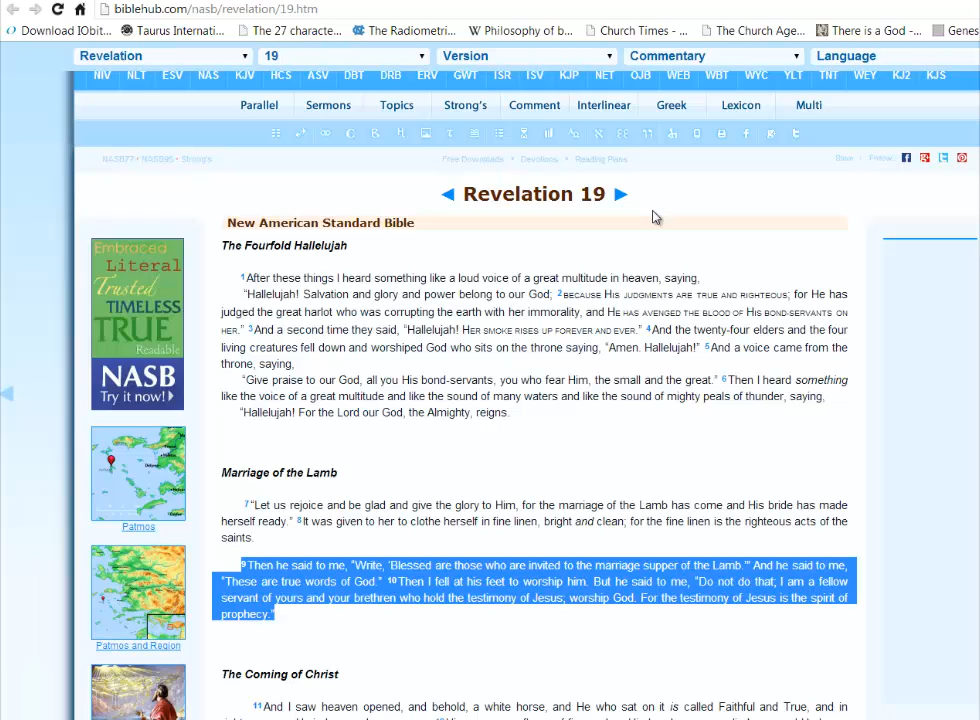 biblehub.com/nasb/revelation/19.htm
Download IObit... Taurus Internati... The 27 characte... The Radiometri... Philosophy of b... Church Times - ... The Church Age... There is a God -... Genes
Revelation 19 Version Commentary Language
NIV NLT ESV NAS KJV HCS ASV DBT DRB ERV GWT ISR ISV KJP NET OJB WEB WBT WYC YLT TNT WEY KJ2 KJS
Parallel Sermons Topics Strong's Comment Interlinear Greek Lexicon Multi
NASB77 • NASB95 • Strong's Free Downloads • Devotions • Reading Plans Follow:
Revelation 19
New American Standard Bible
The Fourfold Hallelujah
1After these things I heard something like a loud voice of a great multitude in heaven, saying,
“Hallelujah! Salvation and glory and power belong to our God; 2BECAUSE HIS JUDGMENTS ARE TRUE AND RIGHTEOUS; for He has
judged the great harlot who was corrupting the earth with her immorality, and HE HAS AVENGED THE BLOOD OF HIS BOND-SERVANTS ON
HER.” 3And a second time they said, “Hallelujah! HER SMOKE RISES UP FOREVER AND EVER.” 4And the twenty-four elders and the four
living creatures fell down and worshiped God who sits on the throne saying, “Amen. Hallelujah!” 5And a voice came from the
throne, saying,
“Give praise to our God, all you His bond-servants, you who fear Him, the small and the great.” 6Then I heard something
like the voice of a great multitude and like the sound of many waters and like the sound of mighty peals of thunder, saying,
“Hallelujah! For the Lord our God, the Almighty, reigns.
Marriage of the Lamb
7“Let us rejoice and be glad and give the glory to Him, for the marriage of the Lamb has come and His bride has made
herself ready.” 8It was given to her to clothe herself in fine linen, bright and clean; for the fine linen is the righteous acts of the
saints.
9Then he said to me, “Write, ‘Blessed are those who are invited to the marriage supper of the Lamb.’” And he said to me,
“These are true words of God.” 10Then I fell at his feet to worship him. But he said to me, “Do not do that; I am a fellow
servant of yours and your brethren who hold the testimony of Jesus; worship God. For the testimony of Jesus is the spirit of
prophecy.”
The Coming of Christ
11And I saw heaven opened, and behold, a white horse, and He who sat on it is called Faithful and True, and in
Embraced
Literal
Trusted
TIMELESS
TRUE
Readable
NASB
Try it now!
Patmos
Patmos and Region